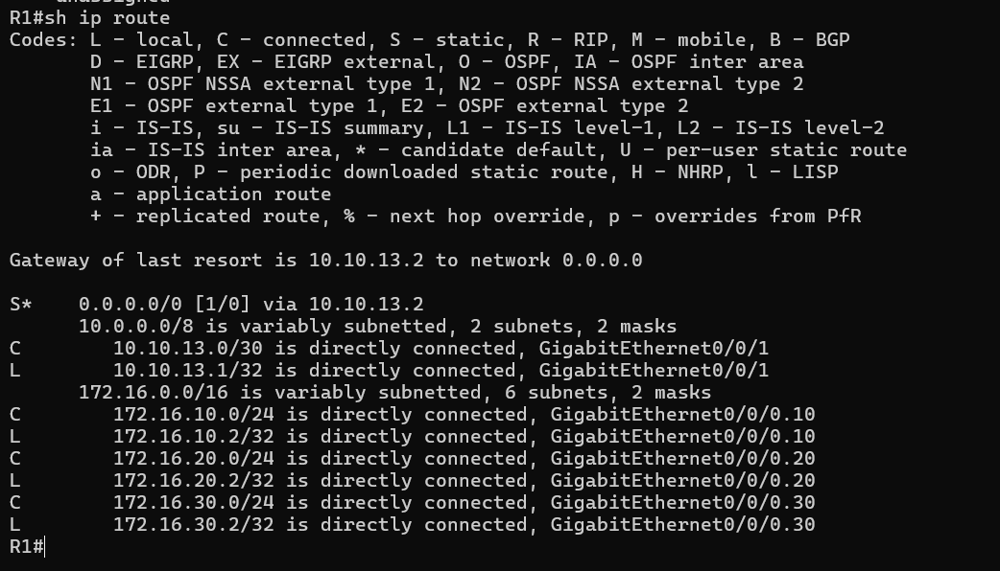 unassigned
R1#sh ip route
Codes: L - local, C - connected, S - static, R - RIP, M - mobile, B - BGP
       D - EIGRP, EX - EIGRP external, O - OSPF, IA - OSPF inter area
       N1 - OSPF NSSA external type 1, N2 - OSPF NSSA external type 2
       E1 - OSPF external type 1, E2 - OSPF external type 2
       i - IS-IS, su - IS-IS summary, L1 - IS-IS level-1, L2 - IS-IS level-2
       ia - IS-IS inter area, * - candidate default, U - per-user static route
       o - ODR, P - periodic downloaded static route, H - NHRP, l - LISP
       a - application route
       + - replicated route, % - next hop override, p - overrides from PfR

Gateway of last resort is 10.10.13.2 to network 0.0.0.0

S*    0.0.0.0/0 [1/0] via 10.10.13.2
      10.0.0.0/8 is variably subnetted, 2 subnets, 2 masks
C        10.10.13.0/30 is directly connected, GigabitEthernet0/0/1
L        10.10.13.1/32 is directly connected, GigabitEthernet0/0/1
      172.16.0.0/16 is variably subnetted, 6 subnets, 2 masks
C        172.16.10.0/24 is directly connected, GigabitEthernet0/0/0.10
L        172.16.10.2/32 is directly connected, GigabitEthernet0/0/0.10
C        172.16.20.0/24 is directly connected, GigabitEthernet0/0/0.20
L        172.16.20.2/32 is directly connected, GigabitEthernet0/0/0.20
C        172.16.30.0/24 is directly connected, GigabitEthernet0/0/0.30
L        172.16.30.2/32 is directly connected, GigabitEthernet0/0/0.30
R1#